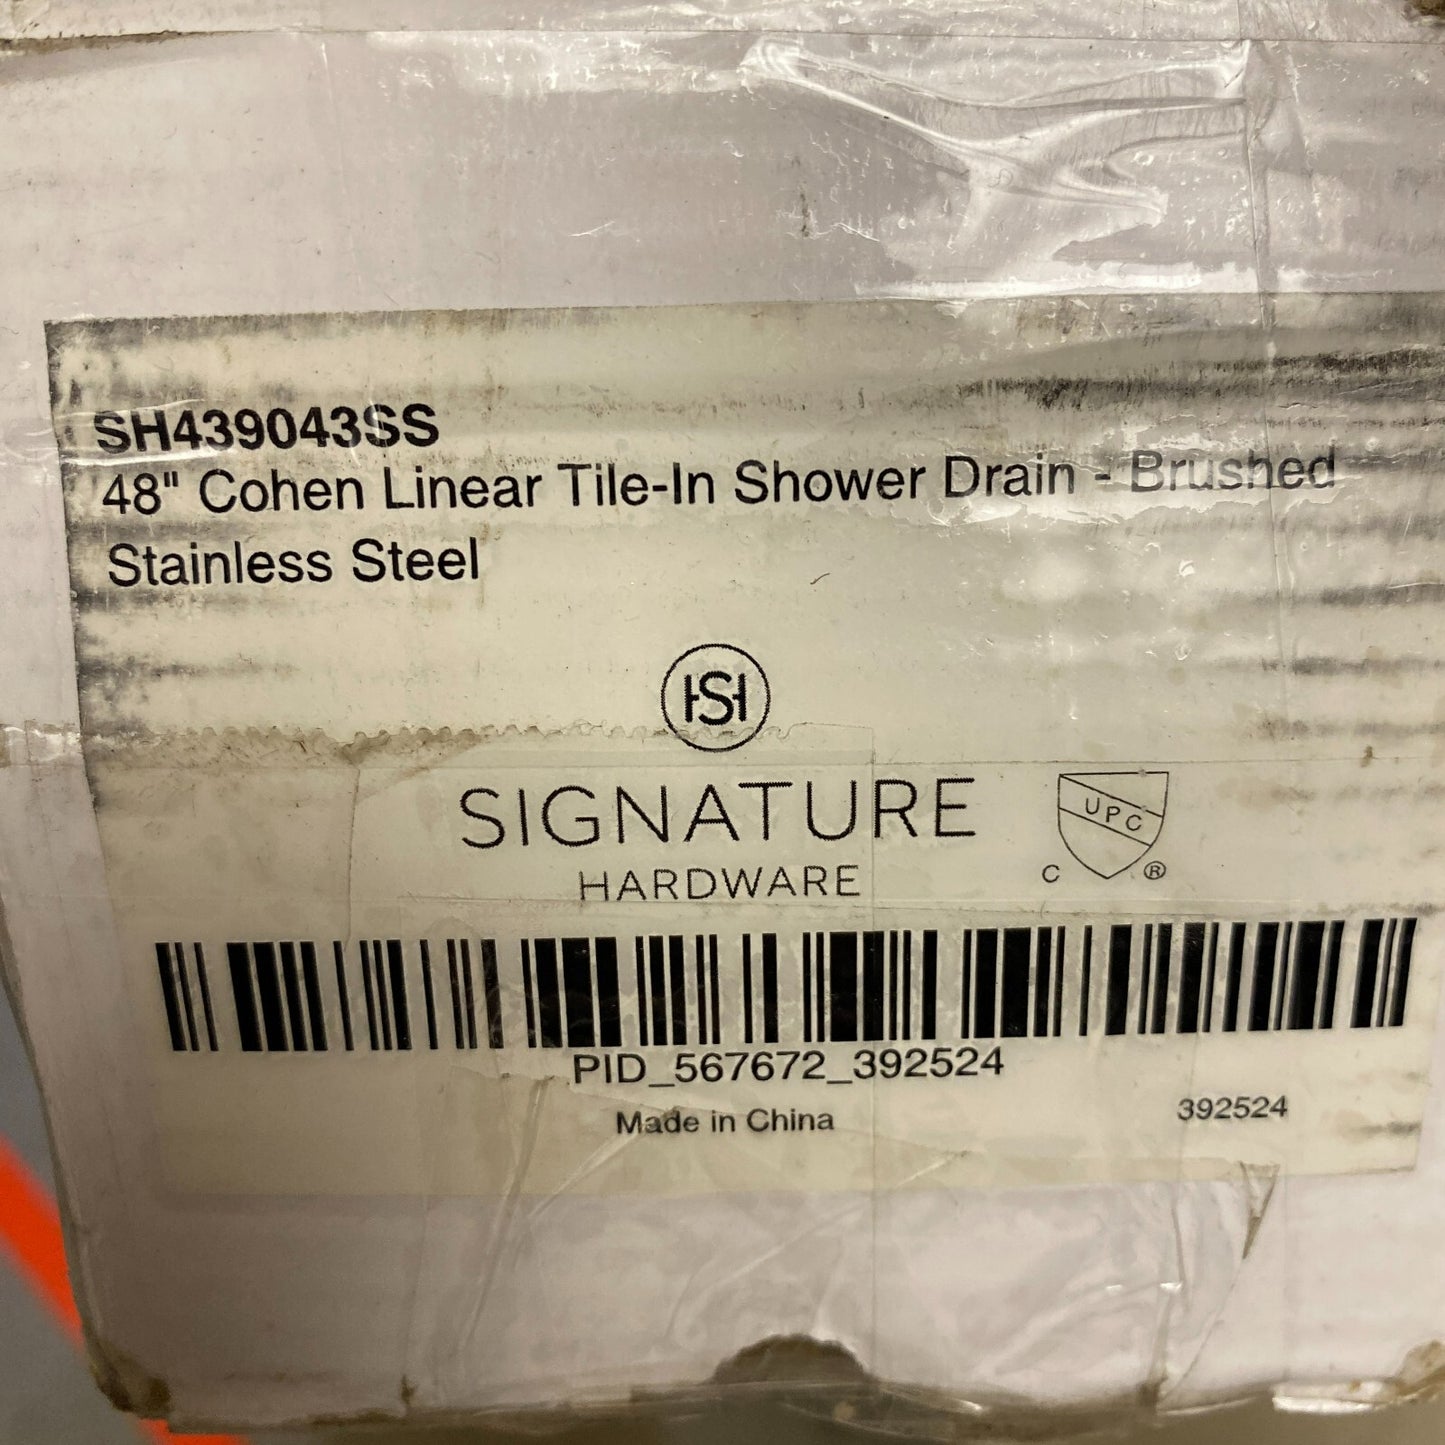 SH439043SS
48" Cohen Linear Tile-In Shower Drain - Brushed
Stainless Steel
HSH
SIGNATURE
HARDWARE
UPC
C ®
PID_567672_392524
Made in China
392524